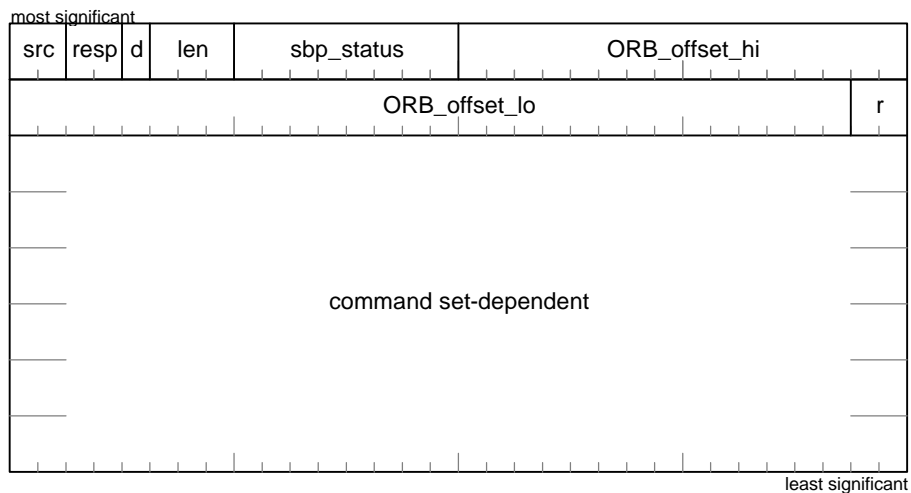 most significant
src resp d len sbp_status ORB_offset_hi
ORB_offset_lo r
command set-dependent
least significant